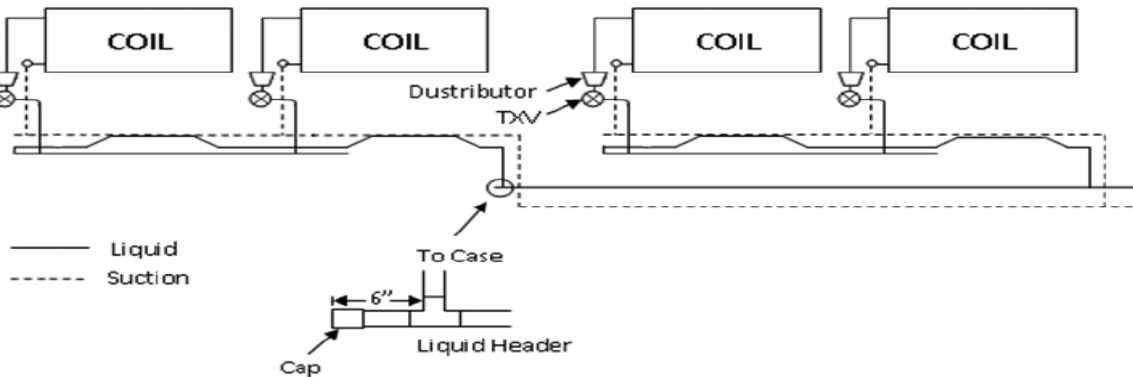 COIL COIL COIL COIL
Dustributor
TXV
Liquid
Suction
To Case
6”
Liquid Header
Cap